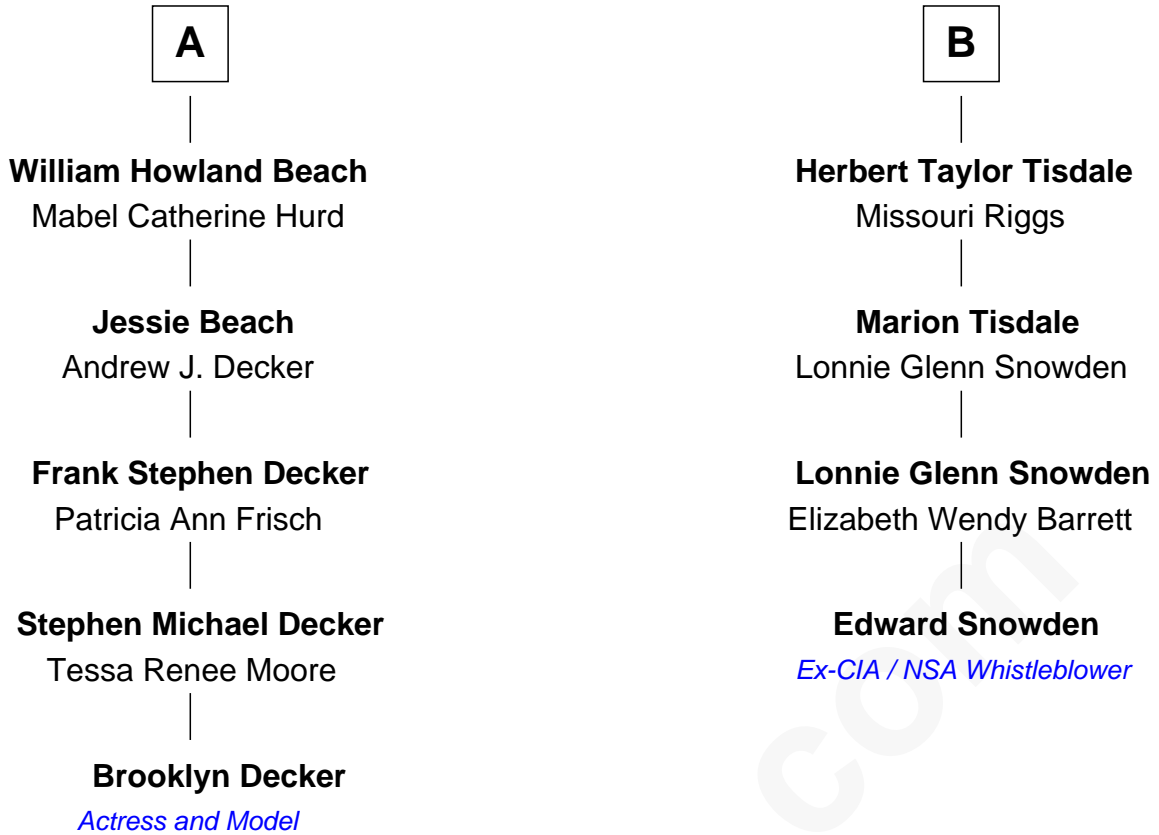 A
B
William Howland Beach
Mabel Catherine Hurd
Herbert Taylor Tisdale
Missouri Riggs
Jessie Beach
Andrew J. Decker
Marion Tisdale
Lonnie Glenn Snowden
Frank Stephen Decker
Patricia Ann Frisch
Lonnie Glenn Snowden
Elizabeth Wendy Barrett
Stephen Michael Decker
Tessa Renee Moore
Edward Snowden
Ex-CIA / NSA Whistleblower
Brooklyn Decker
Actress and Model
com